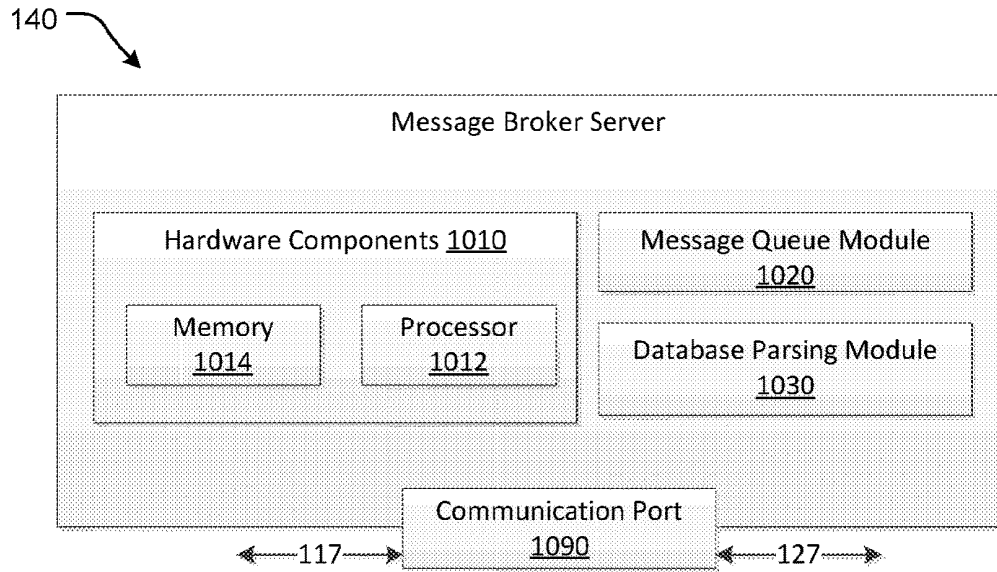 140
Message Broker Server
Hardware Components 1010
Memory
1014
Processor
1012
Message Queue Module
1020
Database Parsing Module
1030
Communication Port
1090
117
127